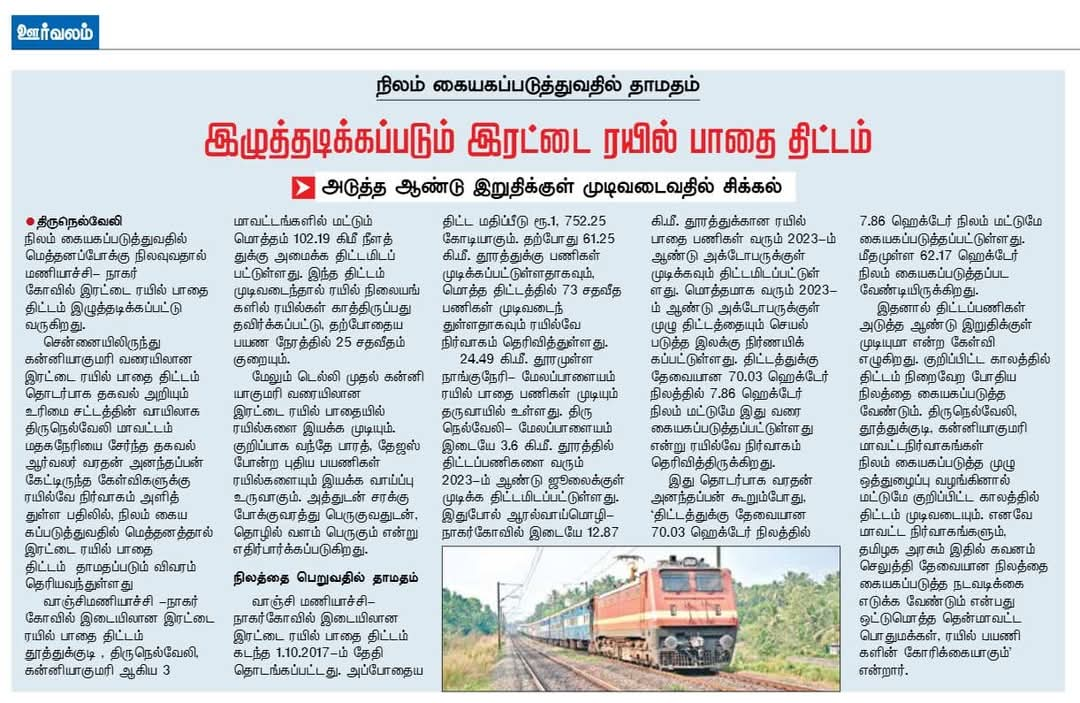 ஊர்வலம்
நிலம் கையகப்படுத்துவதில் தாமதம்
இழுத்தடிக்கப்படும் இரட்டை ரயில் பாதை திட்டம்
அடுத்த ஆண்டு இறுதிக்குள் முடிவடைவதில் சிக்கல்
● திருநெல்வேலி
நிலம் கையகப்படுத்துவதில்
மெத்தனப்போக்கு நிலவுவதால்
மணியாச்சி- நாகர்
கோவில் இரட்டை ரயில் பாதை
திட்டம் இழுத்தடிக்கப்பட்டு
வருகிறது.
சென்னையிலிருந்து
கன்னியாகுமரி வரையிலான
இரட்டை ரயில் பாதை திட்டம்
தொடர்பாக தகவல் அறியும்
உரிமை சட்டத்தின் வாயிலாக
திருநெல்வேலி மாவட்டம்
மதகநேரியை சேர்ந்த தகவல்
ஆர்வலர் வரதன் அனந்தப்பன்
கேட்டிருந்த கேள்விகளுக்கு
ரயில்வே நிர்வாகம் அளித்
துள்ள பதிலில், நிலம் கைய
கப்படுத்துவதில் மெத்தனத்தால்
இரட்டை ரயில் பாதை
திட்டம் தாமதப்படும் விவரம்
தெரியவந்துள்ளது
வாஞ்சிமணியாச்சி -நாகர்
கோவில் இடையிலான இரட்டை
ரயில் பாதை திட்டம்
தூத்துக்குடி , திருநெல்வேலி,
கன்னியாகுமரி ஆகிய 3
மாவட்டங்களில் மட்டும்
மொத்தம் 102.19 கிமீ நீளத்
துக்கு அமைக்க திட்டமிடப்
பட்டுள்ளது. இந்த திட்டம்
முடிவடைந்தால் ரயில் நிலையங்
களில் ரயில்கள் காத்திருப்பது
தவிர்க்கப்பட்டு, தற்போதைய
பயண நேரத்தில் 25 சதவீதம்
குறையும்.
மேலும் டெல்லி முதல் கன்னி
யாகுமரி வரையிலான
இரட்டை ரயில் பாதையில்
ரயில்களை இயக்க முடியும்.
குறிப்பாக வந்தே பாரத், தேஜஸ்
போன்ற புதிய பயணிகள்
ரயில்களையும் இயக்க வாய்ப்பு
உருவாகும். அத்துடன் சரக்கு
போக்குவரத்து பெருகுவதுடன்,
தொழில் வளம் பெருகும் என்று
எதிர்பார்க்கப்படுகிறது.
நிலத்தை பெறுவதில் தாமதம்
வாஞ்சி மணியாச்சி–
நாகர்கோவில் இடையிலான
இரட்டை ரயில் பாதை திட்டம்
கடந்த 1.10.2017-ம் தேதி
தொடங்கப்பட்டது. அப்போதைய
திட்ட மதிப்பீடு ரூ.1, 752.25
கோடியாகும். தற்போது 61.25
கி.மீ. தூரத்துக்கு பணிகள்
முடிக்கப்பட்டுள்ளதாகவும்,
மொத்த திட்டத்தில் 73 சதவீத
பணிகள் முடிவடைந்
துள்ளதாகவும் ரயில்வே
நிர்வாகம் தெரிவித்துள்ளது.
24.49 கி.மீ. தூரமுள்ள
நாங்குநேரி- மேலப்பாளையம்
ரயில் பாதை பணிகள் முடியும்
தருவாயில் உள்ளது. திரு
நெல்வேலி- மேலப்பாளையம்
இடையே 3.6 கி.மீ. தூரத்தில்
திட்டப்பணிகளை வரும்
2023-ம் ஆண்டு ஜூலைக்குள்
முடிக்க திட்டமிடப்பட்டுள்ளது.
இதுபோல் ஆரல்வாய்மொழி-
நாகர்கோவில் இடையே 12.87
கி.மீ. தூரத்துக்கான ரயில்
பாதை பணிகள் வரும் 2023-ம்
ஆண்டு அக்டோபருக்குள்
முடிக்கவும் திட்டமிடப்பட்டுள்
ளது. மொத்தமாக வரும் 2023-
ம் ஆண்டு அக்டோபருக்குள்
முழு திட்டத்தையும் செயல்
படுத்த இலக்கு நிர்ணயிக்
கப்பட்டுள்ளது. திட்டத்துக்கு
தேவையான 70.03 ஹெக்டேர்
நிலத்தில் 7.86 ஹெக்டேர்
நிலம் மட்டுமே இது வரை
கையகப்படுத்தப்பட்டுள்ளது
என்று ரயில்வே நிர்வாகம்
தெரிவித்திருக்கிறது.
இது தொடர்பாக வரதன்
அனந்தப்பன் கூறும்போது,
‘திட்டத்துக்கு தேவையான
70.03 ஹெக்டேர் நிலத்தில்
7.86 ஹெக்டேர் நிலம் மட்டுமே
கையகப்படுத்தப்பட்டுள்ளது.
மீதமுள்ள 62.17 ஹெக்டேர்
நிலம் கையகப்படுத்தப்பட
வேண்டியிருக்கிறது.
இதனால் திட்டப்பணிகள்
அடுத்த ஆண்டு இறுதிக்குள்
முடியுமா என்ற கேள்வி
எழுகிறது. குறிப்பிட்ட காலத்தில்
திட்டம் நிறைவேற போதிய
நிலத்தை கையகப்படுத்த
வேண்டும். திருநெல்வேலி,
தூத்துக்குடி, கன்னியாகுமரி
மாவட்டநிர்வாகங்கள்
நிலம் கையகப்படுத்த முழு
ஒத்துழைப்பு வழங்கினால்
மட்டுமே குறிப்பிட்ட காலத்தில்
திட்டம் முடிவடையும். எனவே
மாவட்ட நிர்வாகங்களும்,
தமிழக அரசும் இதில் கவனம்
செலுத்தி தேவையான நிலத்தை
கையகப்படுத்த நடவடிக்கை
எடுக்க வேண்டும் என்பது
ஒட்டுமொத்த தென்மாவட்ட
பொதுமக்கள், ரயில் பயணி
களின் கோரிக்கையாகும்’
என்றார்.